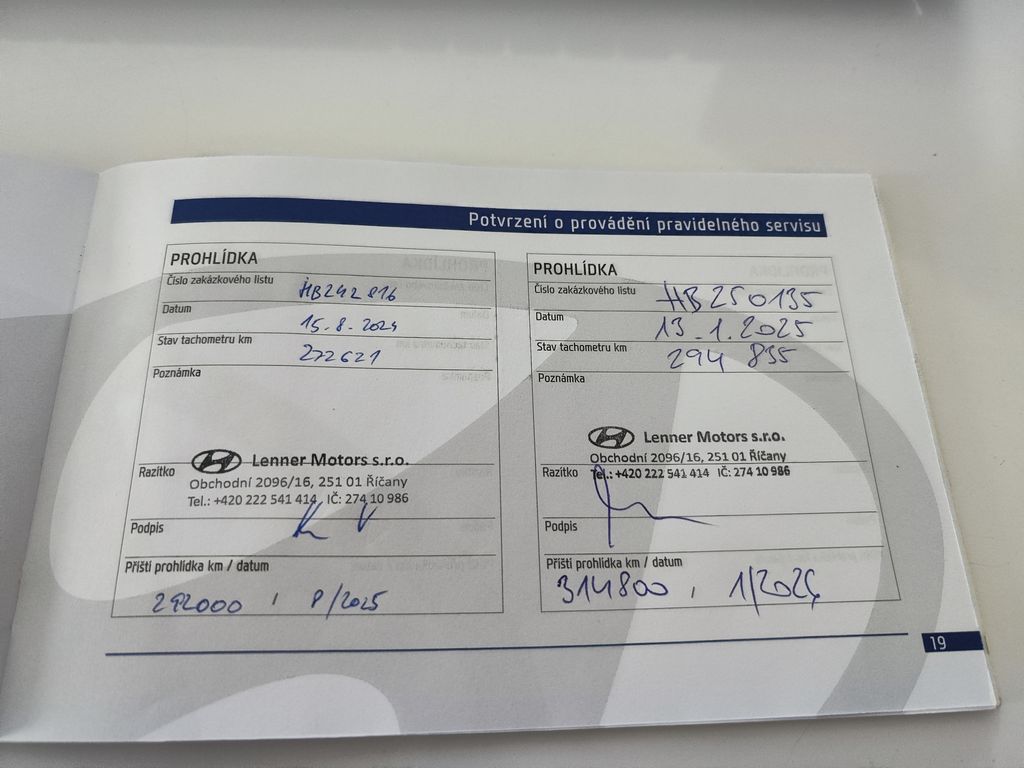 Potvrzení o provádění pravidelného servisu
PROHLÍDKA
Číslo zakázkového listu HB242816
Datum 15.8.2024
Stav tachometru km 272621
Poznámka
Lenner Motors s.r.o.
Razítko
Obchodní 2096/16, 251 01 Říčany
Tel.: +420 222 541 414 IČ: 274 10 986
Podpis
Příští prohlídka km / datum
292000 / 8/2025
PROHLÍDKA
Číslo zakázkového listu HB250135
Datum 13.1.2025
Stav tachometru km 294 835
Poznámka
Lenner Motors s.r.o.
Obchodní 2096/16, 251 01 Říčany
Razítko Tel.: +420 222 541 414 IČ: 274 10 986
Podpis
Příští prohlídka km / datum
314800 /
19